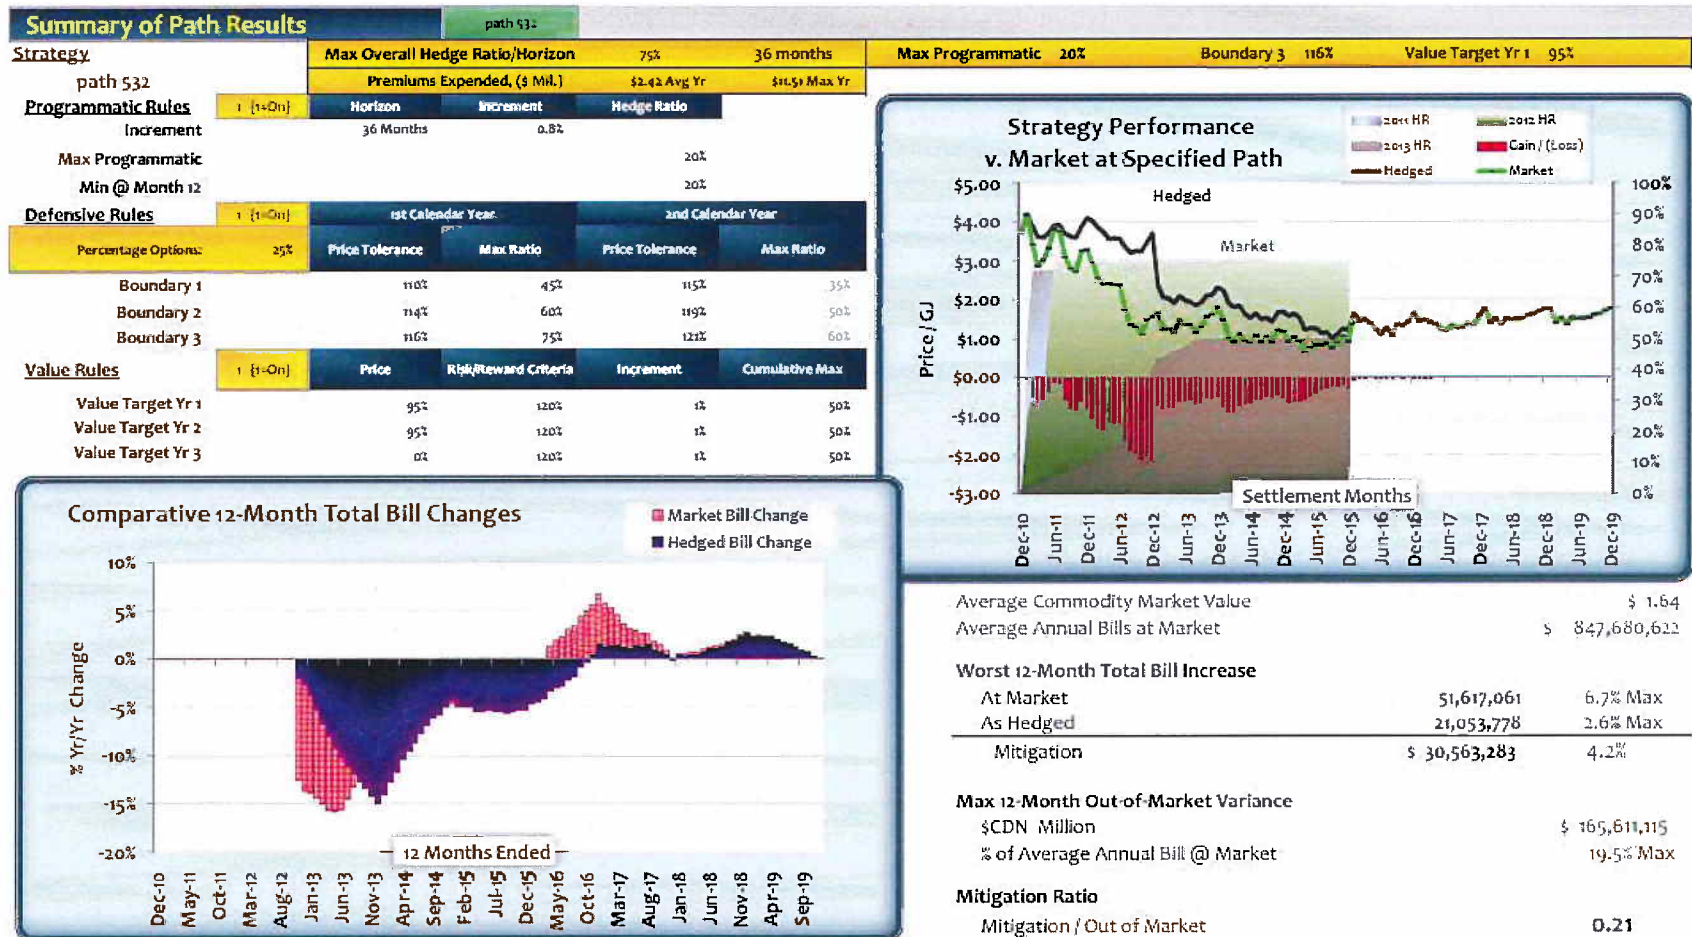 Summary of Path Results path 532
Strategy Max Overall Hedge Ratio/Horizon 75% 36 months Max Programmatic 20% Boundary 3 116% Value Target Yr 1 95%
path 532 Premiums Expended, ($ Mil.) $2.42 Avg Yr $11.51 Max Yr
Programmatic Rules 1 {1=On} Horizon Increment Hedge Ratio
Increment 36 Months 0.8%
Max Programmatic 20%
Min @ Month 12 20%
Defensive Rules 1 {1=On} 1st Calendar Year 2nd Calendar Year
Percentage Options: 25% Price Tolerance Max Ratio Price Tolerance Max Ratio
Boundary 1 110% 45% 115% 35%
Boundary 2 114% 60% 119% 50%
Boundary 3 116% 75% 121% 60%
Value Rules 1 {1=On} Price Risk/Reward Criteria Increment Cumulative Max
Value Target Yr 1 95% 120% 1% 50%
Value Target Yr 2 95% 120% 1% 50%
Value Target Yr 3 0% 120% 1% 50%
Strategy Performance
v. Market at Specified Path
2011 HR 2012 HR
2013 HR Gain / (Loss)
Hedged Market
Hedged
Market
Price / GJ
$5.00
$4.00
$3.00
$2.00
$1.00
$0.00
-$1.00
-$2.00
-$3.00
100%
90%
80%
70%
60%
50%
40%
30%
20%
10%
0%
Settlement Months
Dec-10 Jun-11 Dec-11 Jun-12 Dec-12 Jun-13 Dec-13 Jun-14 Dec-14 Jun-15 Dec-15 Jun-16 Dec-16 Jun-17 Dec-17 Jun-18 Dec-18 Jun-19 Dec-19
Comparative 12-Month Total Bill Changes
Market Bill Change
Hedged Bill Change
% Yr/Yr Change
10%
5%
0%
-5%
-10%
-15%
-20%
12 Months Ended
Dec-10 May-11 Oct-11 Mar-12 Aug-12 Jan-13 Jun-13 Nov-13 Apr-14 Sep-14 Feb-15 Jul-15 Dec-15 May-16 Oct-16 Mar-17 Aug-17 Jan-18 Jun-18 Nov-18 Apr-19 Sep-19
Average Commodity Market Value $ 1.64
Average Annual Bills at Market $ 847,680,622
Worst 12-Month Total Bill Increase
At Market 51,617,061 6.7% Max
As Hedged 21,053,778 2.6% Max
Mitigation $ 30,563,283 4.2%
Max 12-Month Out-of-Market Variance
$CDN Million $ 165,611,115
% of Average Annual Bill @ Market 19.5% Max
Mitigation Ratio
Mitigation / Out of Market 0.21